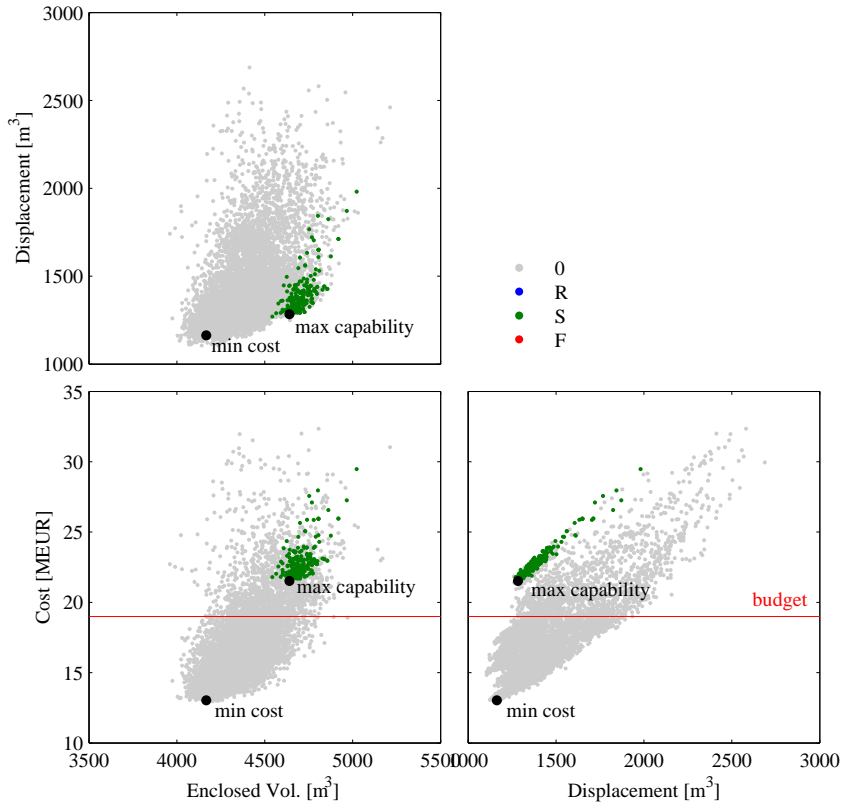 3000
2500
2000
1500
1000
Displacement [m³]
min cost
max capability
0
R
S
F
35
30
25
20
15
10
Cost [MEUR]
max capability
min cost
3500
4000
4500
5000
5500
Enclosed Vol. [m³]
budget
max capability
min cost
1000
1500
2000
2500
3000
Displacement [m³]